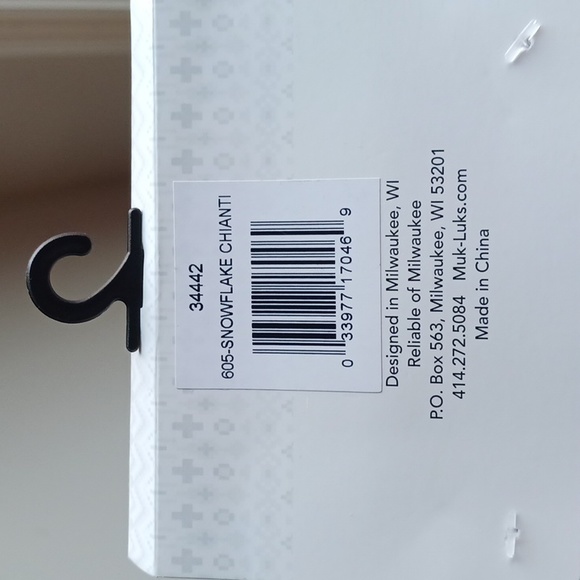 34442
605-SNOWFLAKE CHIANTI
0 33977 17046 9
Designed in Milwaukee, WI
Reliable of Milwaukee
P.O. Box 563, Milwaukee, WI 53201
414.272.5084 Muk-Luks.com
Made in China